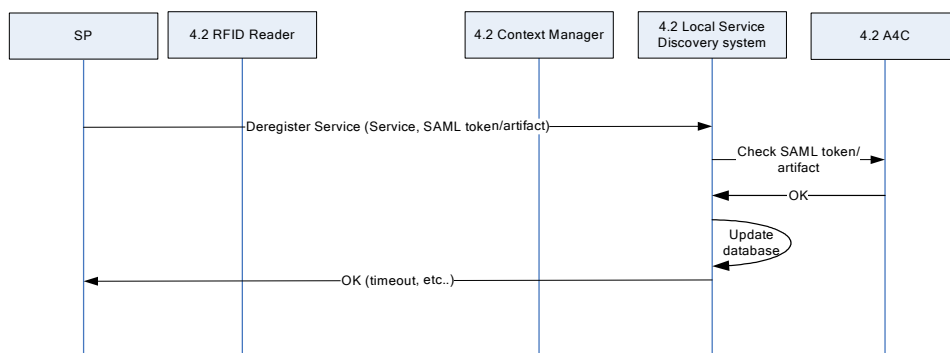 SP
4.2 RFID Reader
4.2 Context Manager
4.2 Local Service
Discovery system
4.2 A4C
Deregister Service (Service, SAML token/artifact)
Check SAML token/
artifact
OK
Update
database
OK (timeout, etc..)